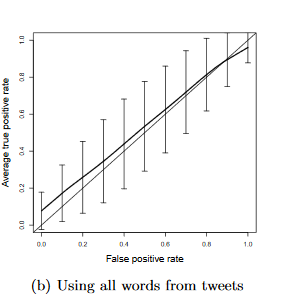 Average true positive rate
1.0
0.8
0.6
0.4
0.2
0.0
0.0 0.2 0.4 0.6 0.8 1.0
False positive rate
(b) Using all words from tweets